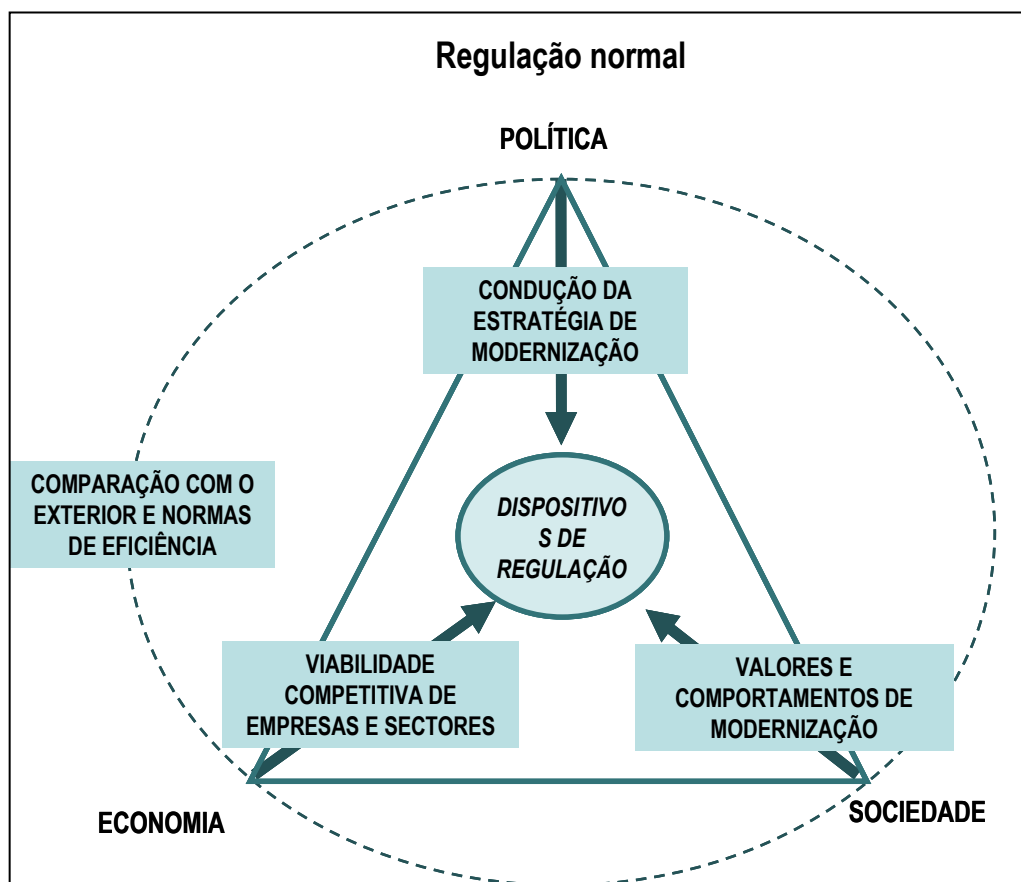 Regulação normal
POLÍTICA
CONDUÇÃO DA
ESTRATÉGIA DE
MODERNIZAÇÃO
COMPARAÇÃO COM O
EXTERIOR E NORMAS
DE EFICIÊNCIA
DISPOSITIVO
S DE
REGULAÇÃO
VIABILIDADE
COMPETITIVA DE
EMPRESAS E SECTORES
VALORES E
COMPORTAMENTOS DE
MODERNIZAÇÃO
ECONOMIA
SOCIEDADE